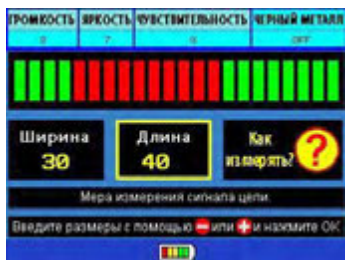 ГРОМКОСТЬ ЯРКОСТЬ ЧУВСТВИТЕЛЬНОСТЬ ЧЕРНЫЙ МЕТАЛЛ
7 OFF
Ширина Длина Как
30 40 измерять? ?
Мера измерения сигнала цели
Введите размеры с помощью - или + и нажмите ОК